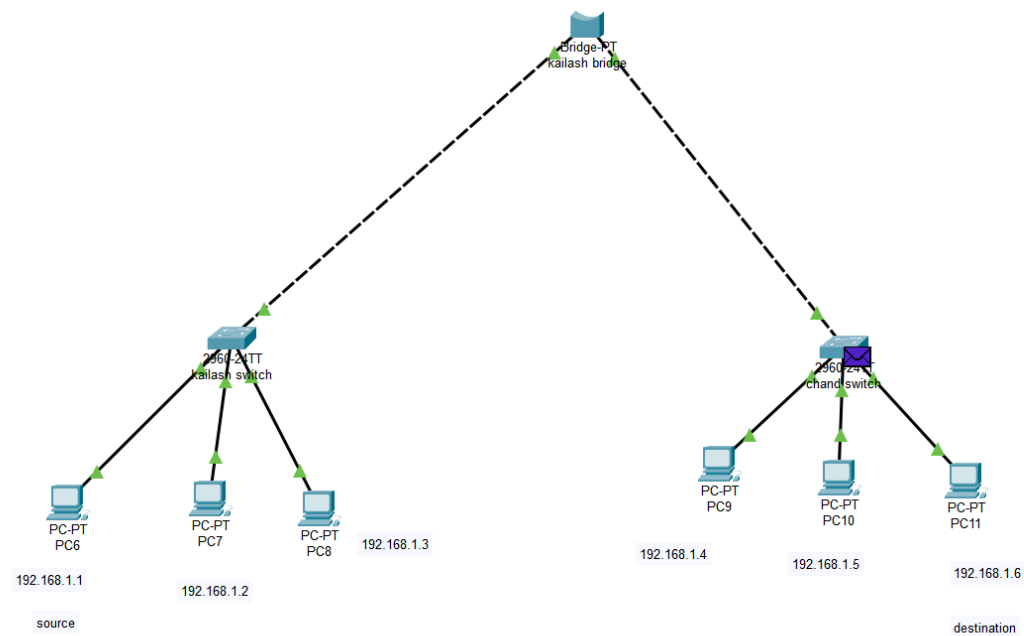 Bridge-PT
kailash bridge
2960-24TT
kailash switch
2960-24TT
chand switch
PC-PT
PC6
PC-PT
PC7
PC-PT
PC8
192.168.1.3
PC-PT
PC9
PC-PT
PC10
PC-PT
PC11
192.168.1.1
192.168.1.2
192.168.1.4
192.168.1.5
192.168.1.6
source
destination